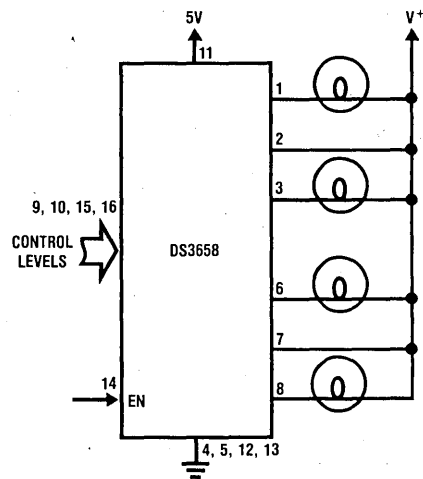 5V
V+
11
1
2
3
9, 10, 15, 16
CONTROL
LEVELS
DS3658
6
7
14
EN
8
4, 5, 12, 13